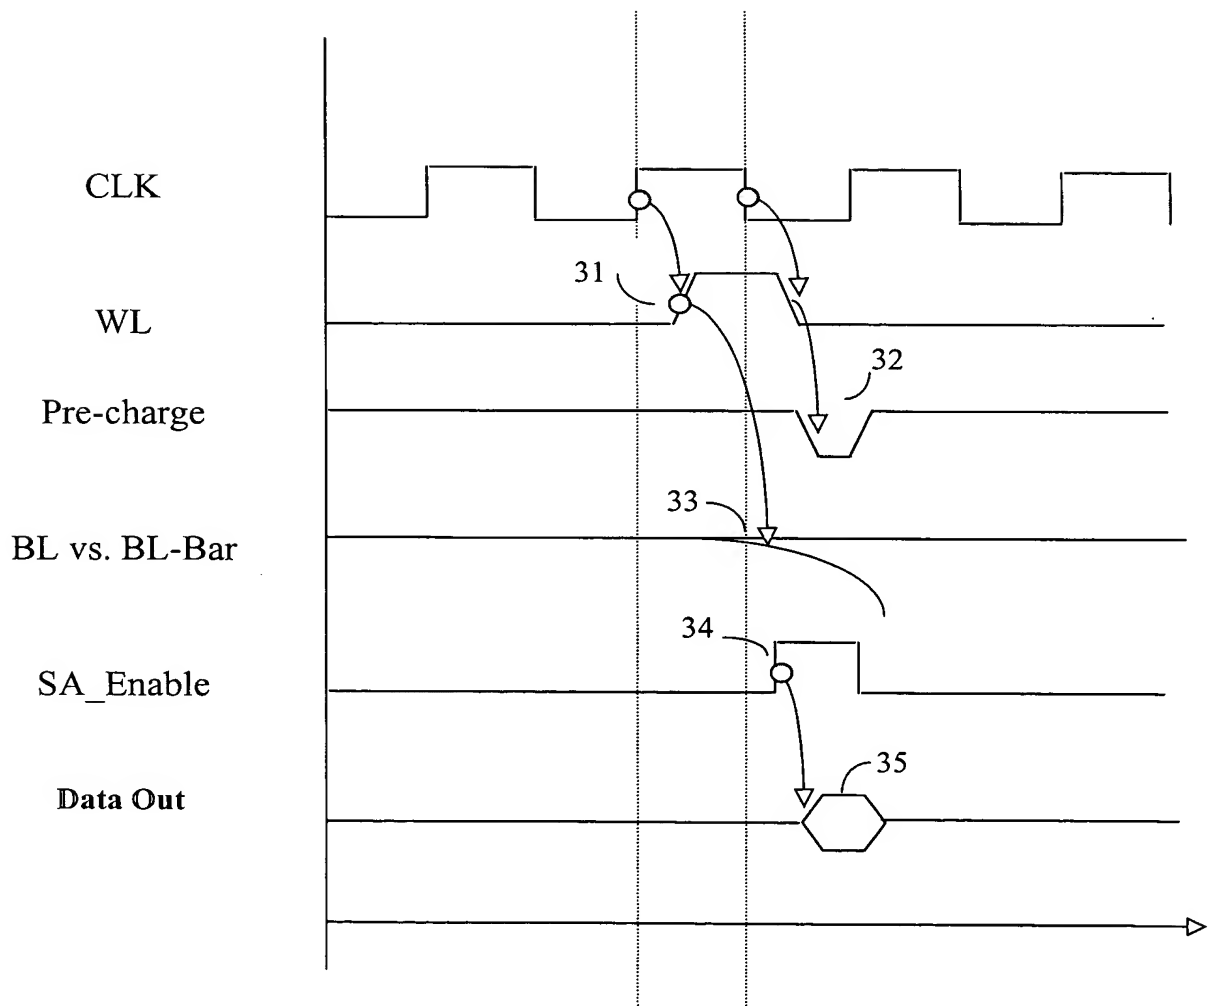 CLK
31
WL
32
Pre-charge
33
BL vs. BL-Bar
34
SA_Enable
35
Data Out